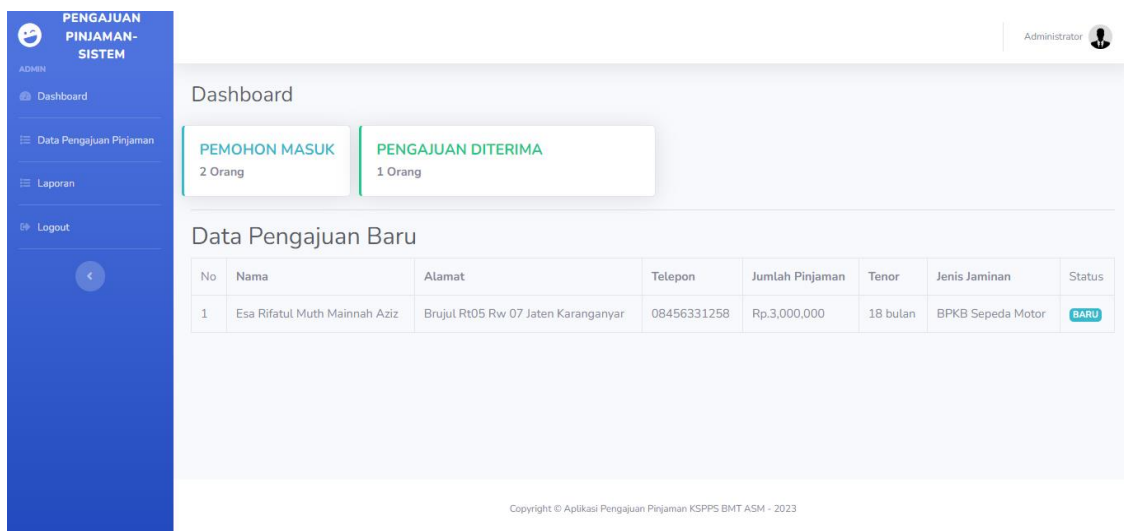 PENGAJUAN
PINJAMAN-
SISTEM
ADMIN
Dashboard
Data Pengajuan Pinjaman
Laporan
Logout
Administrator
Dashboard
PEMOHON MASUK
2 Orang
PENGAJUAN DITERIMA
1 Orang
Data Pengajuan Baru
No Nama Alamat Telepon Jumlah Pinjaman Tenor Jenis Jaminan Status
1 Esa Rifatul Muth Mainnah Aziz Brujul Rt05 Rw 07 Jaten Karanganyar 08456331258 Rp.3,000,000 18 bulan BPKB Sepeda Motor BARU
Copyright © Aplikasi Pengajuan Pinjaman KSPPS BMT ASM - 2023